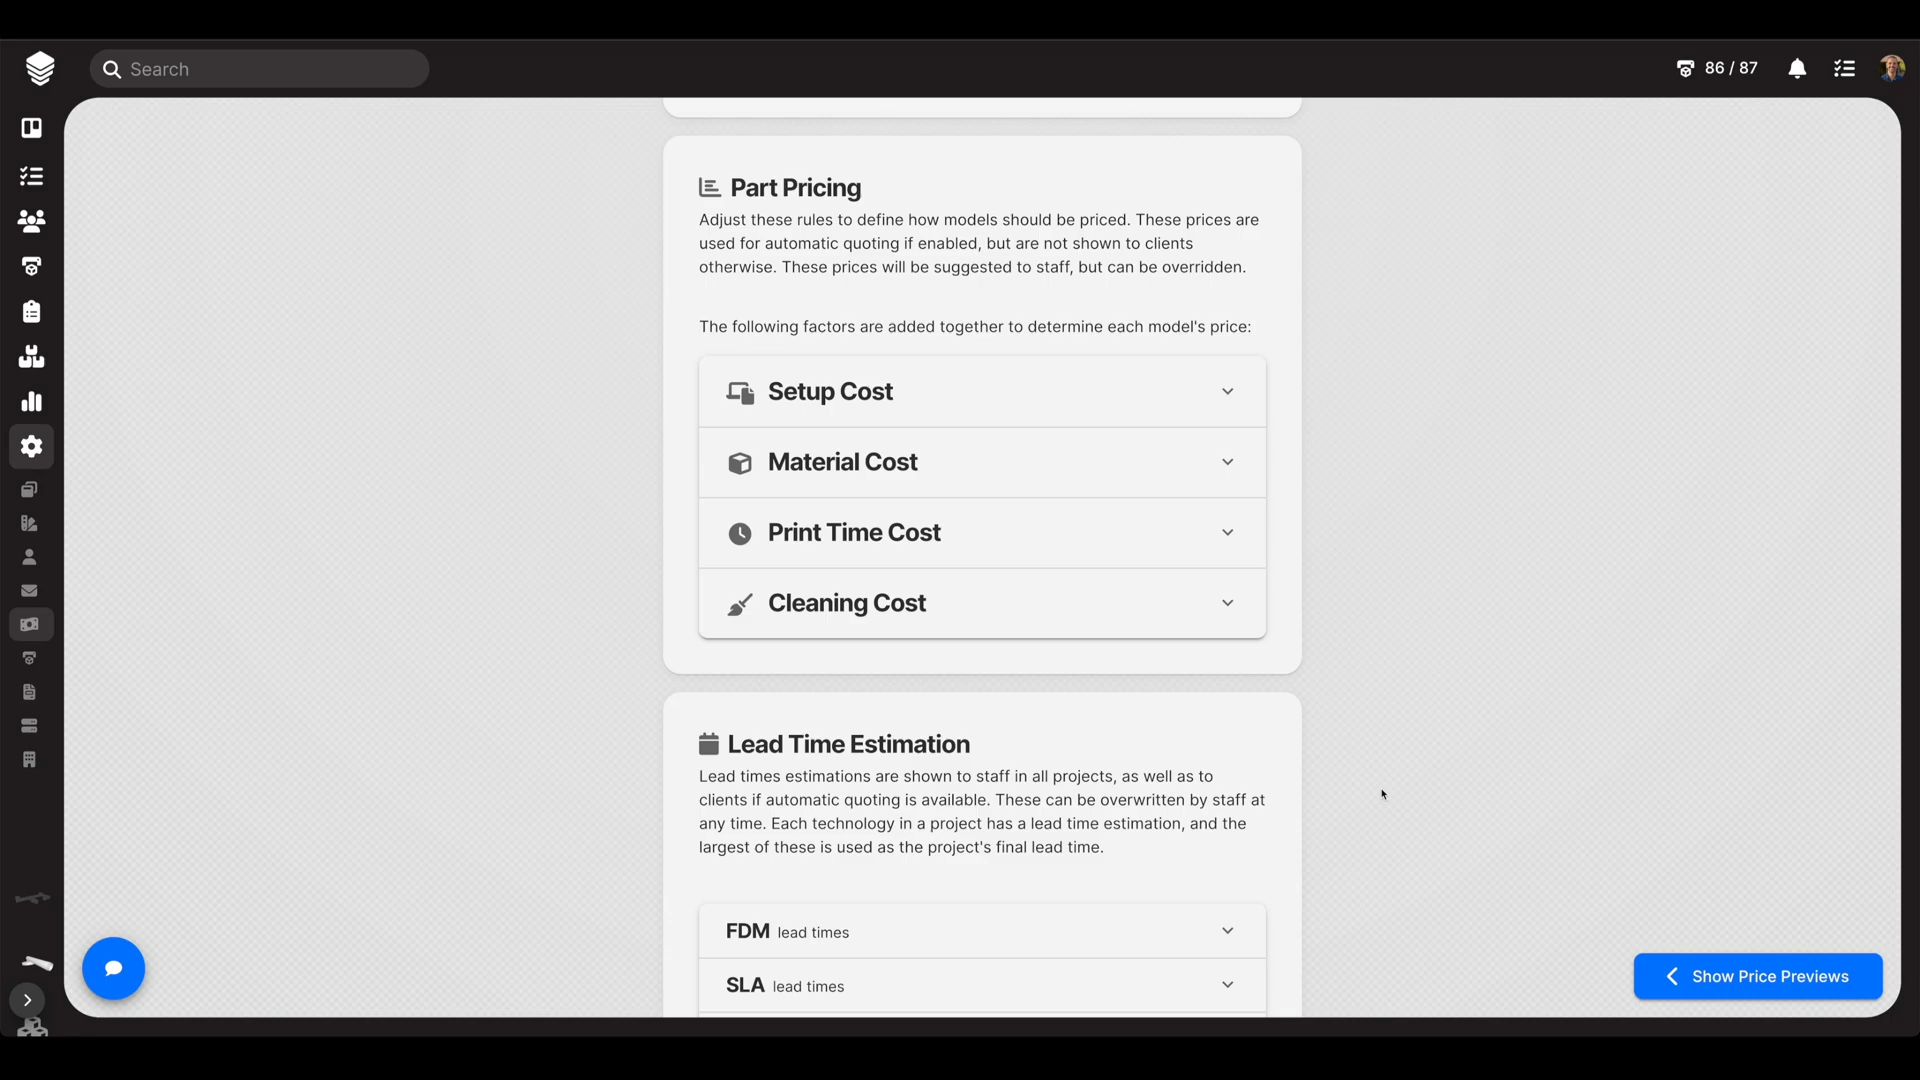 Search
86 / 87
Part Pricing
Adjust these rules to define how models should be priced. These prices are
used for automatic quoting if enabled, but are not shown to clients
otherwise. These prices will be suggested to staff, but can be overridden.
The following factors are added together to determine each model's price:
Setup Cost
Material Cost
Print Time Cost
Cleaning Cost
Lead Time Estimation
Lead times estimations are shown to staff in all projects, as well as to
clients if automatic quoting is available. These can be overwritten by staff at
any time. Each technology in a project has a lead time estimation, and the
largest of these is used as the project's final lead time.
FDM lead times
SLA lead times
Show Price Previews